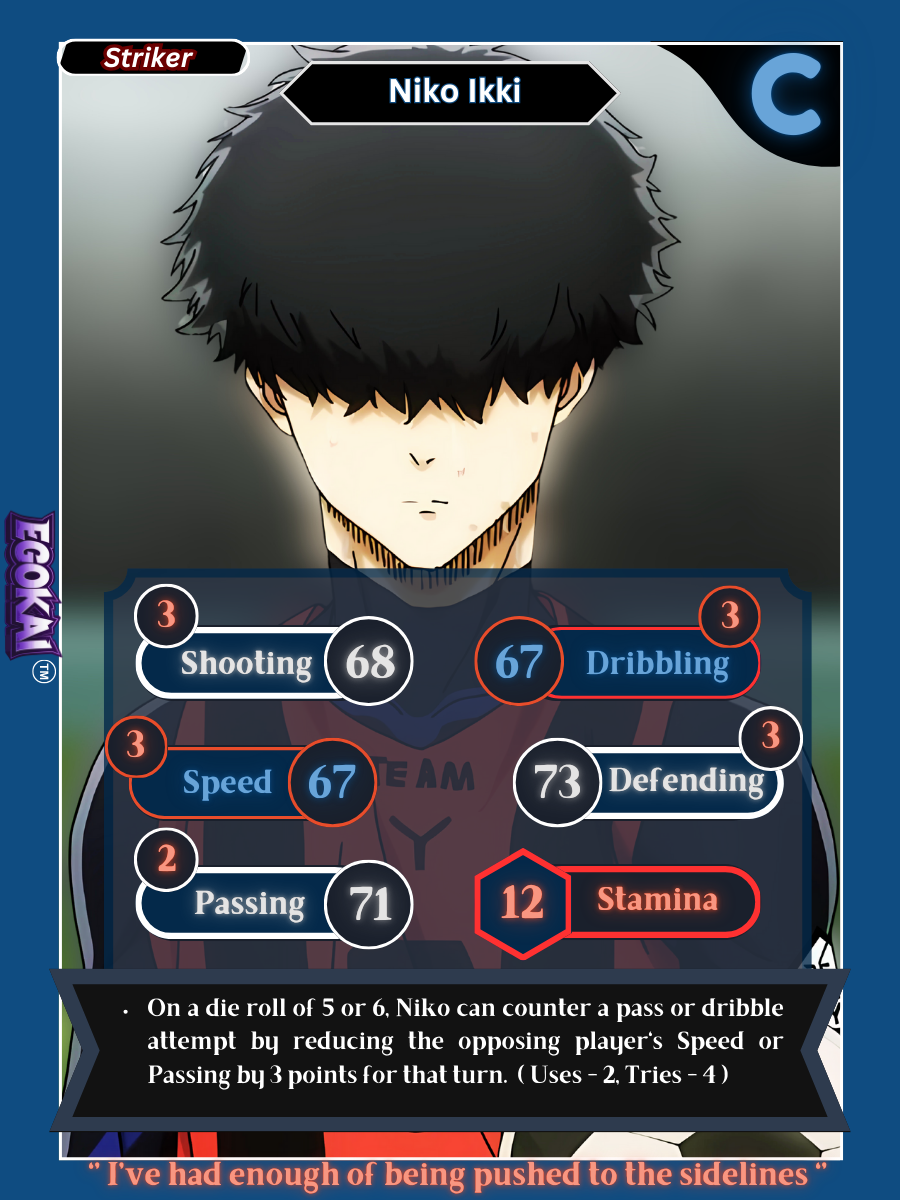 Striker
Niko Ikki
C
EGOKAI
TM
3
Shooting 68
3
67 Dribbling
3
Speed 67
3
73 Defending
2
Passing 71
12 Stamina
TEAM
Y
· On a die roll of 5 or 6, Niko can counter a pass or dribble
attempt by reducing the opposing player's Speed or
Passing by 3 points for that turn. ( Uses - 2, Tries - 4 )
“ I've had enough of being pushed to the sidelines ”